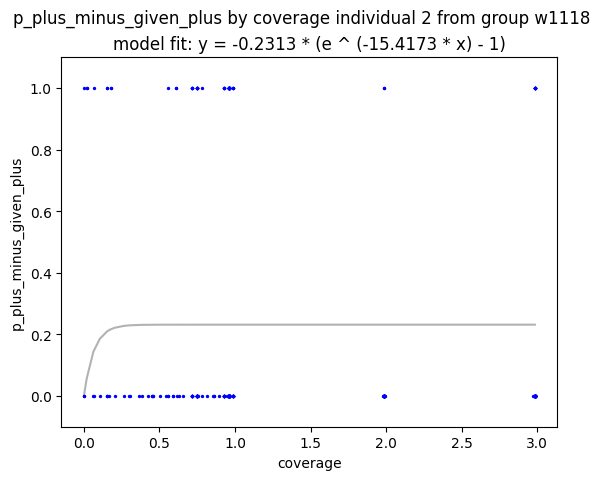 p_plus_minus_given_plus by coverage individual 2 from group w1118
model fit: y = -0.2313 * (e ^ (-15.4173 * x) - 1)
1.0
0.8
0.6
0.4
0.2
0.0
p_plus_minus_given_plus
0.0 0.5 1.0 1.5 2.0 2.5 3.0
coverage